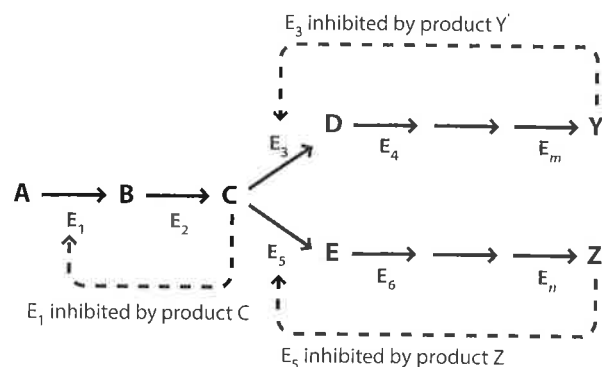 E₃ inhibited by product Y
D
Y
E₃
E₄
Eₘ
A
B
C
E₁
E₂
E₅
E
Z
E₆
Eₙ
E₁ inhibited by product C
E₅ inhibited by product Z